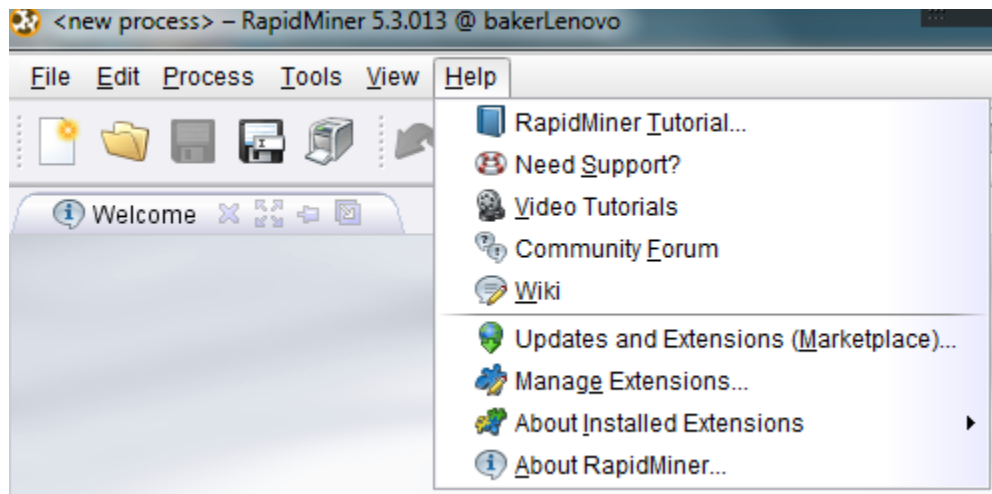 <new process> – RapidMiner 5.3.013 @ bakerLenovo
File Edit Process Tools View Help
RapidMiner Tutorial...
Need Support?
Video Tutorials
Community Forum
Wiki
Updates and Extensions (Marketplace)...
Manage Extensions...
About Installed Extensions
About RapidMiner...
Welcome